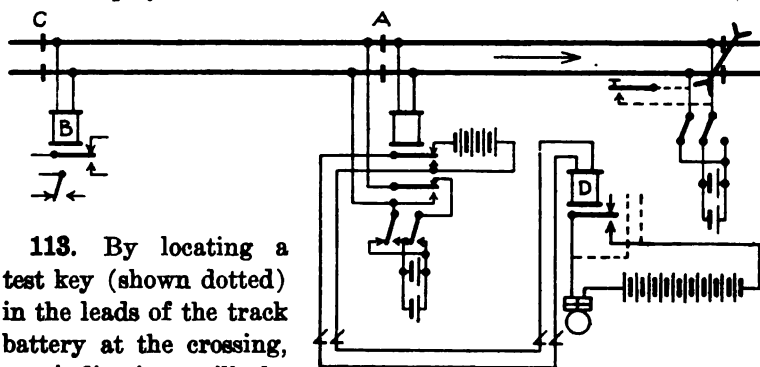 C
A
B
D
113. By locating a
test key (shown dotted)
in the leads of the track
battery at the crossing,